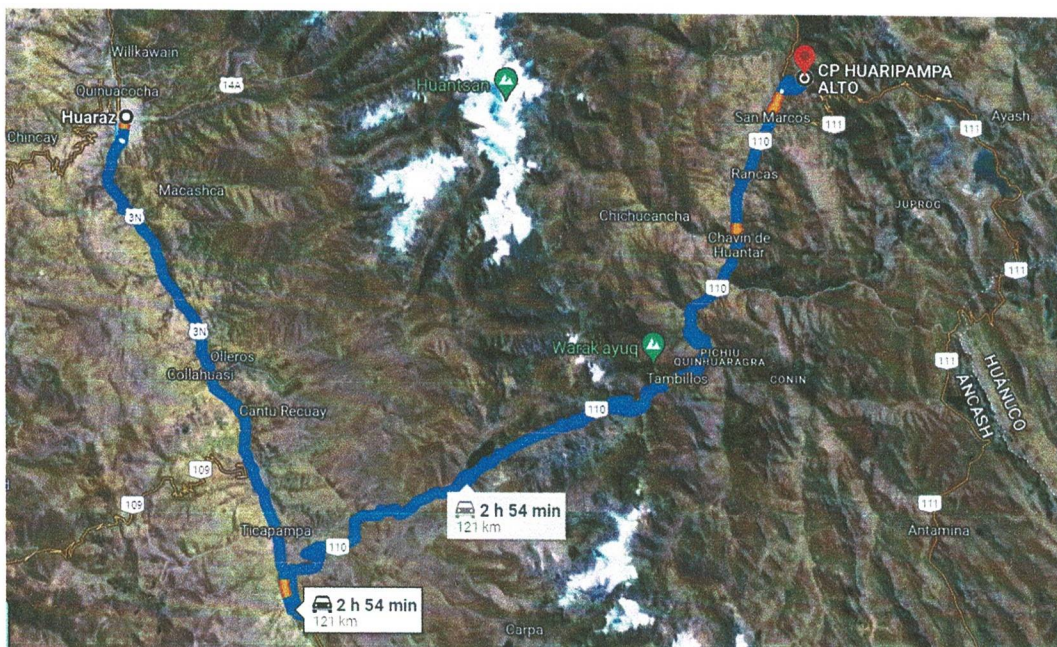 Willkawain
Quinuacocha
14A
Huaraz
Chincay
Macashca
3N
3N
Olleros
Collahuasi
Cantu Recuay
109
109
Ticapampa
110
2 h 54 min
121 km
2 h 54 min
121 km
Carpa
Huantsan
CP HUARIPAMPA
ALTO
San Marcos
111
110
Rancas
Chichucancha
Chavin de
Huantar
110
Warak ayuq
PICHIU
QUINHUARAGRA
Tambillos
CONIN
110
Ayash
111
JUPROG
111
111
HUANUCO
ÁNCASH
111
Antamina